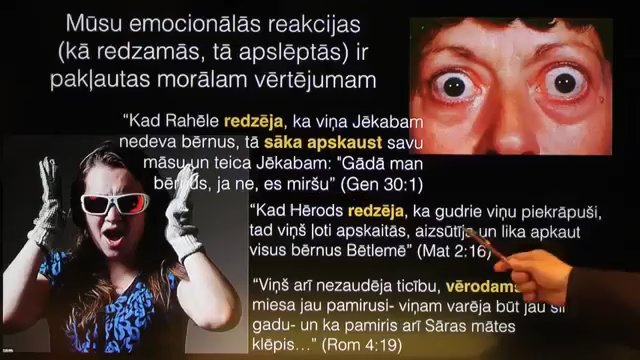 Mūsu emocionālās reakcijas
(kā redzamās, tā apslēptās) ir
pakļautas morālam vērtējumam
“Kad Rahēle redzēja, ka viņa Jēkabam
nedeva bērnus, tā sāka apskaust savu
māsu un teica Jēkabam: "Gādā man
bērnus, ja ne, es miršu” (Gen 30:1)
“Kad Hērods redzēja, ka gudrie viņu piekrāpuši,
tad viņš ļoti apskaitās, aizsūtīja un lika apkaut
visus bērnus Bētlemē” (Mat 2:16)
“Viņš arī nezaudēja ticību, vērodams
miesa jau pamirusi- viņam varēja būt jau
gadu- un ka pamiris arī Sāras mātes
klēpis…” (Rom 4:19)